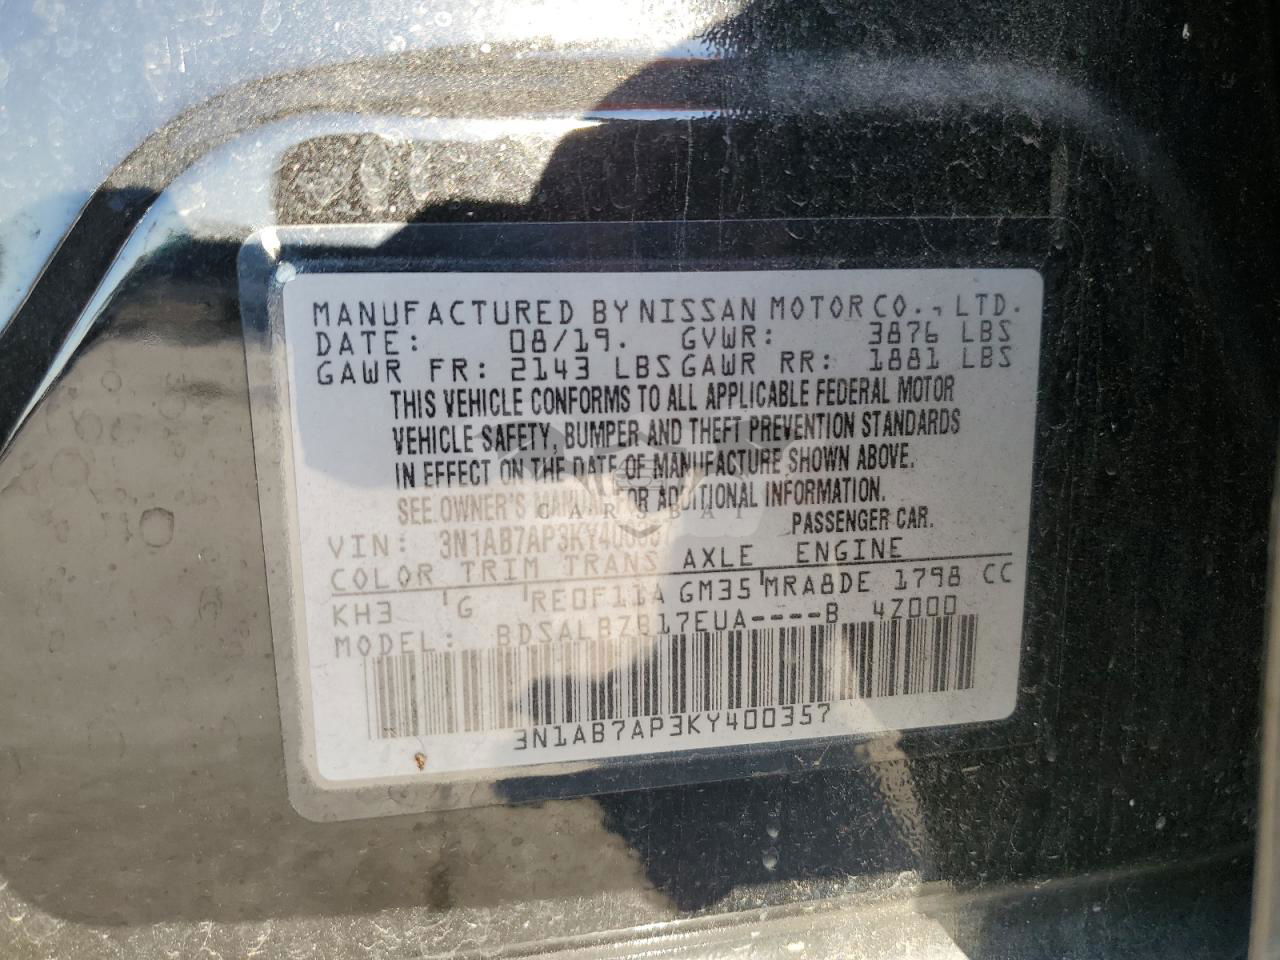 MANUFACTURED BY NISSAN MOTOR CO., LTD.
DATE: 08/19. GVWR: 3876 LBS
GAWR FR: 2143 LBS GAWR RR: 1881 LBS
THIS VEHICLE CONFORMS TO ALL APPLICABLE FEDERAL MOTOR
VEHICLE SAFETY, BUMPER AND THEFT PREVENTION STANDARDS
IN EFFECT ON THE DATE OF MANUFACTURE SHOWN ABOVE.
SEE OWNER'S MANUAL FOR ADDITIONAL INFORMATION.
CARSBAT
VIN: 3N1AB7AP3KY400357 PASSENGER CAR.
COLOR TRIM TRANS AXLE ENGINE
KH3 'G 'RE0F11A GM35'MRA8DE 1798 CC
MODEL: BDSALBZB17EUA----B 4Z000
3N1AB7AP3KY400357